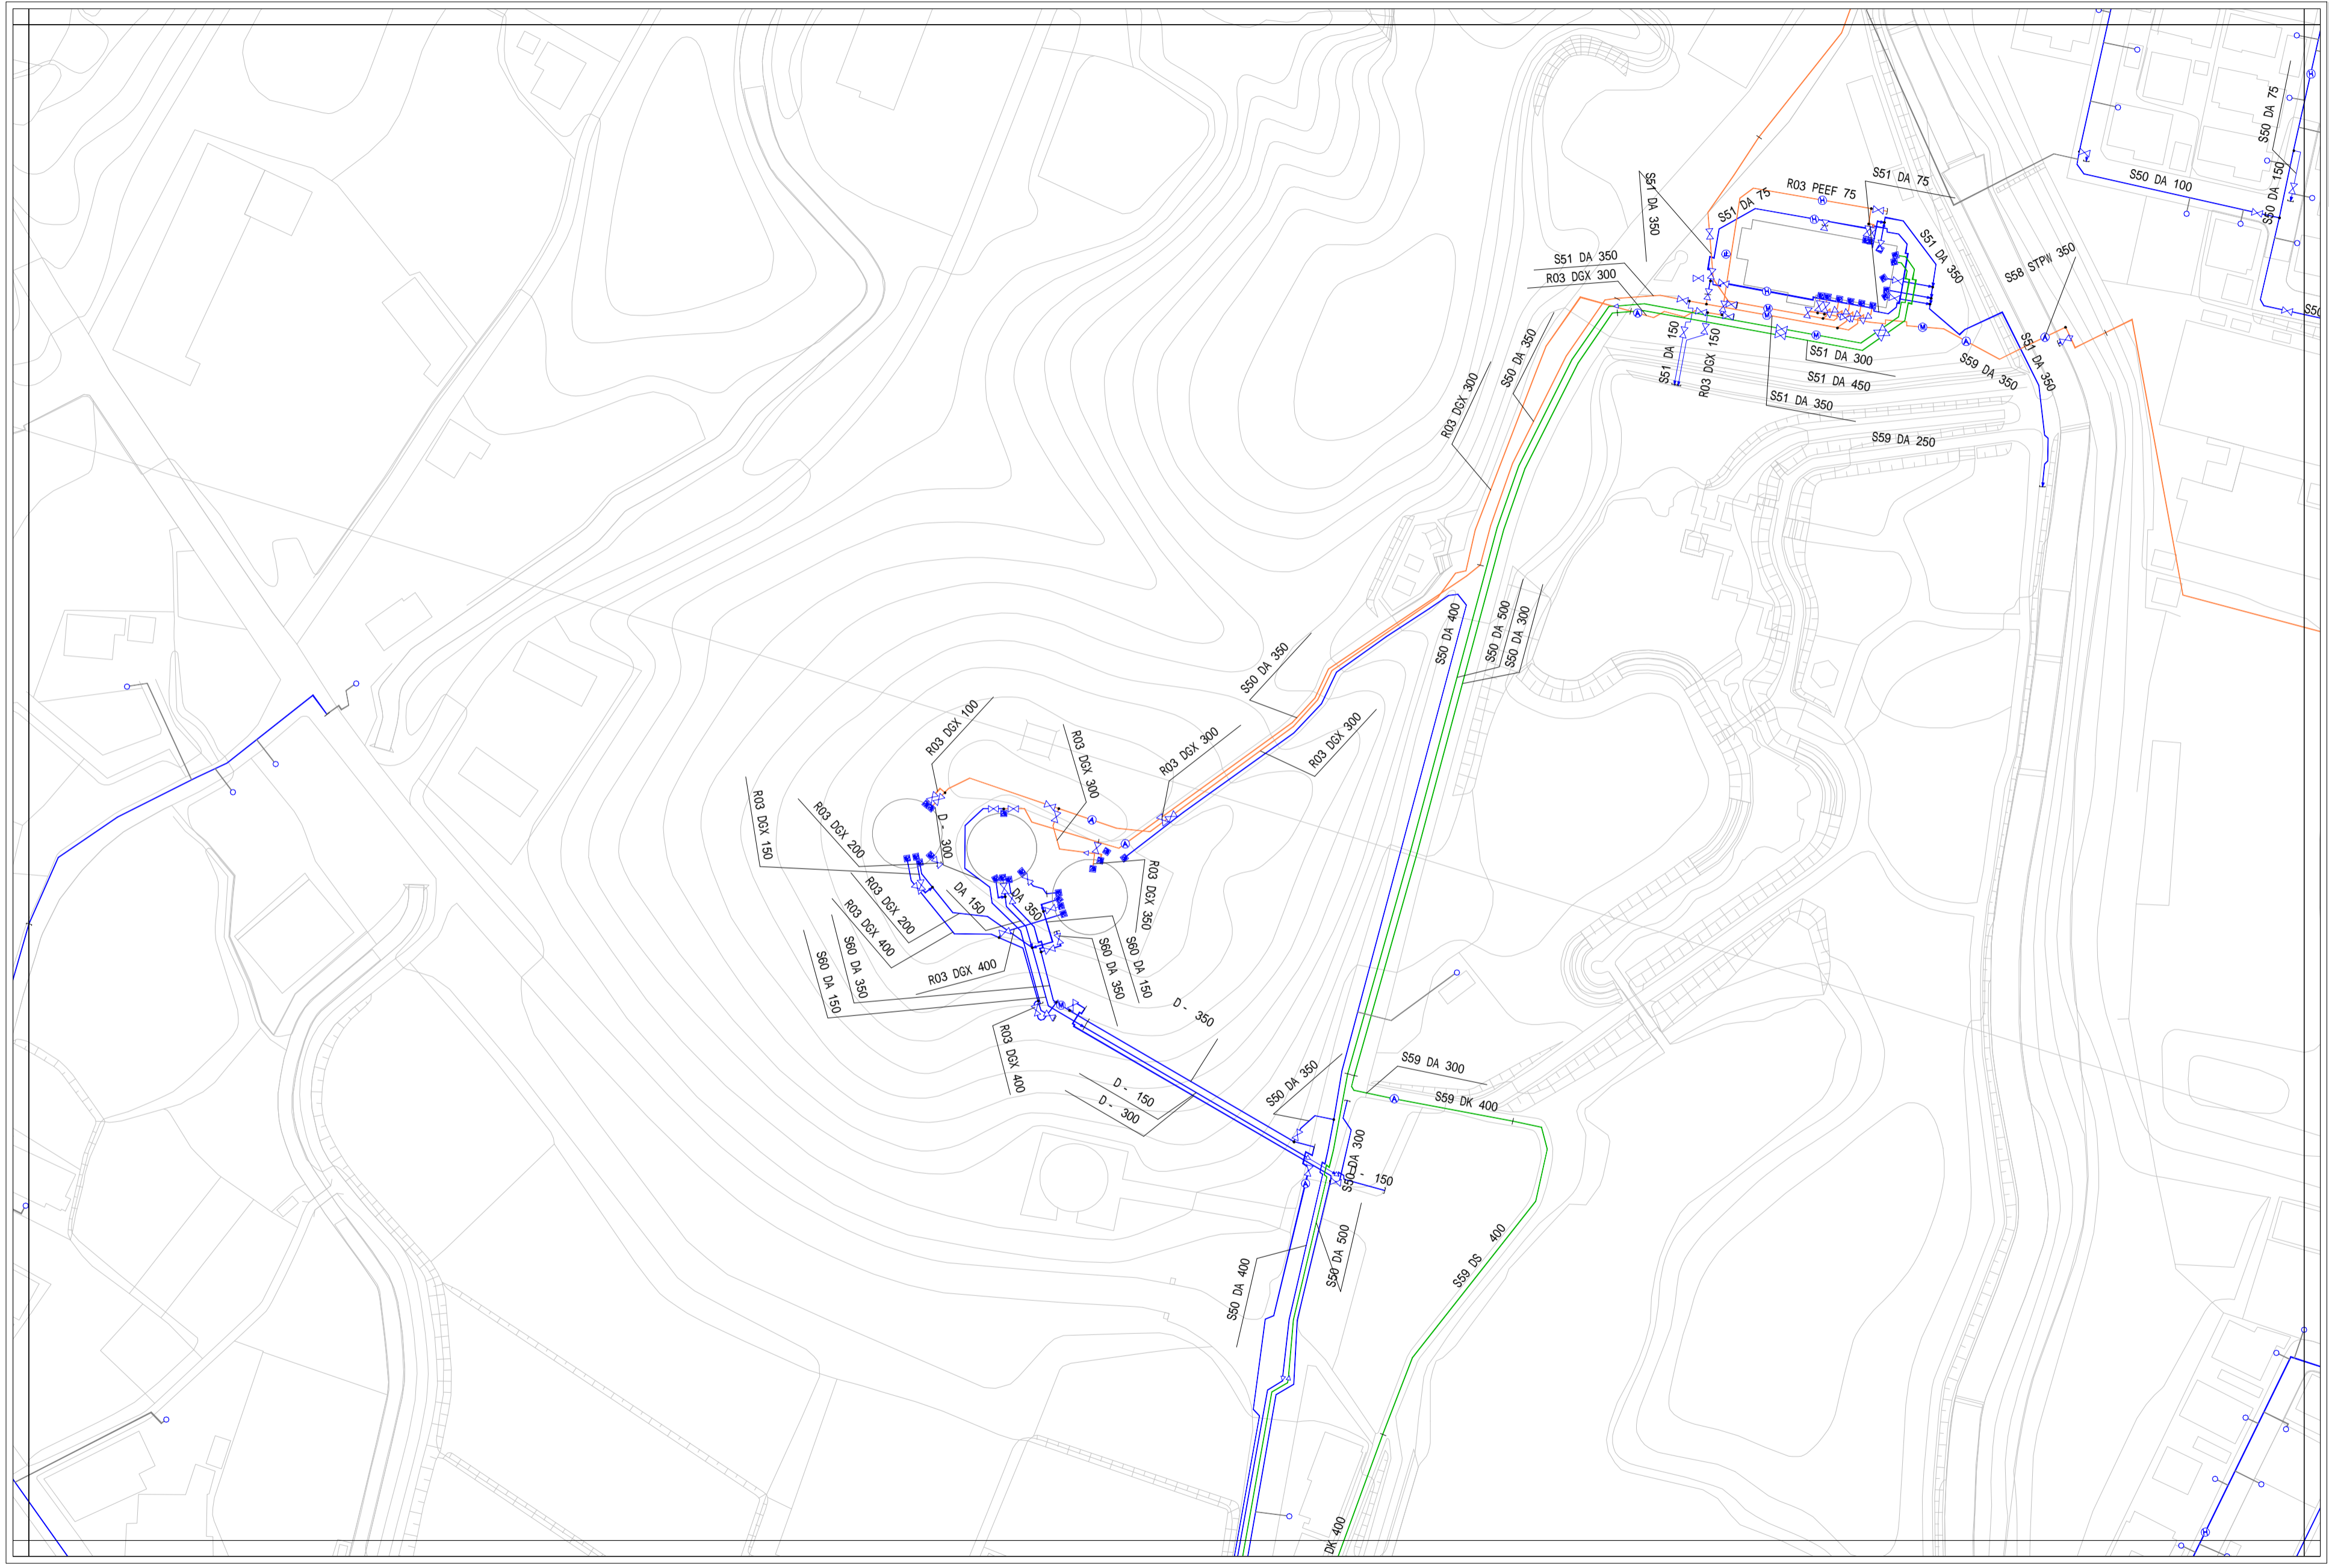 S50 DA 75
S50 DA 100
S50 DA 150
S51 DA 75
R03 PEEF 75
S51 DA 75
S51 DA 350
S51 DA 350
S58 STPW 350
S51 DA 350
R03 DGX 300
S50
S51 DA 150
R03 DGX 150
S51 DA 300
S51 DA 450
S51 DA 350
S59 DA 350
S51 DA 350
S59 DA 250
S50 DA 350
R03 DGX 300
S50 DA 400
S50 DA 500
S50 DA 300
S50 DA 350
R03 DGX 100
R03 DGX 300
R03 DGX 300
R03 DGX 300
R03 DGX 150
R03 DGX 200
D - 300
R03 DGX 200
DA 150
DA 350
R03 DGX 350
R03 DGX 400
S60 DA 350
S60 DA 150
R03 DGX 400
S60 DA 350
S60 DA 150
D - 350
R03 DGX 400
D - 150
D - 300
S50 DA 350
S59 DA 300
S59 DK 400
S50 DA 300
D - 150
S50 DA 400
S50 DA 500
S59 DS 400
DK 400
H
H
H
H
H
M
M
M
M
M
A
A
A
A
A
A
A